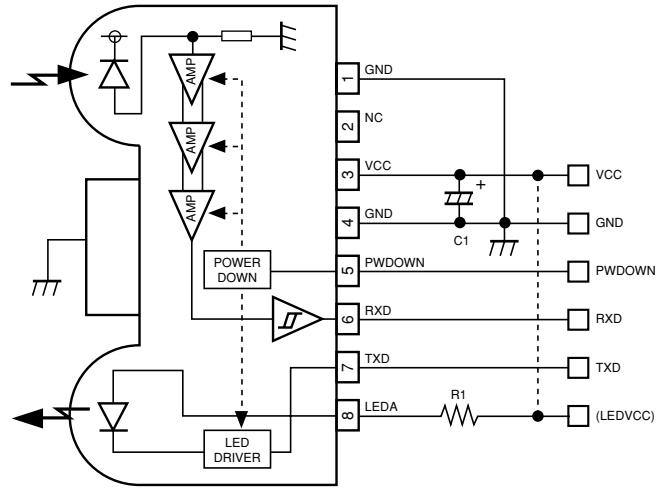 AMP
AMP
AMP
POWER
DOWN
LED
DRIVER
1 GND
2 NC
3 VCC
4 GND
5 PWDOWN
6 RXD
7 TXD
8 LEDA
+
C1
R1
VCC
GND
PWDOWN
RXD
TXD
(LEDVCC)